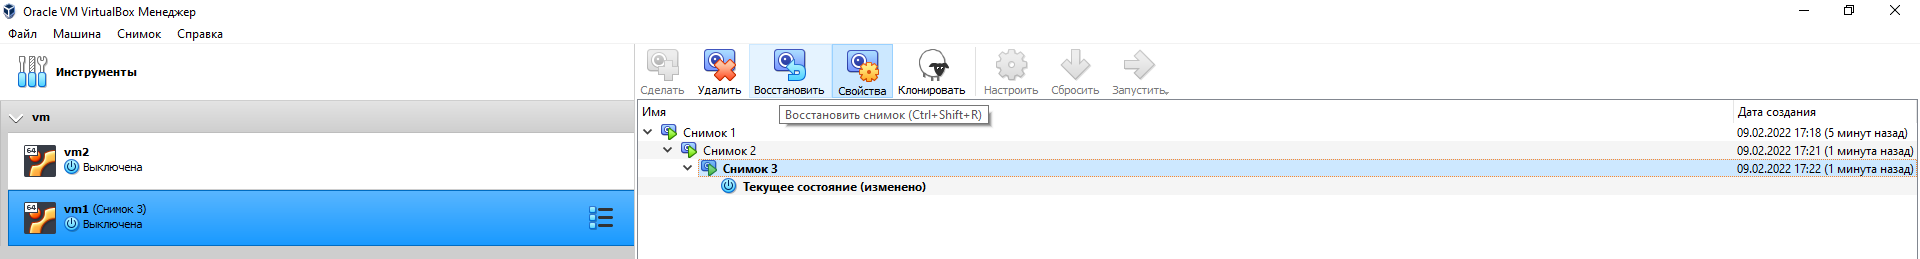 Oracle VM VirtualBox Менеджер
Файл Машина Снимок Справка
Инструменты
Сделать Удалить Восстановить Свойства Клонировать Настроить Сбросить Запустить
vm
Имя Дата создания
Восстановить снимок (Ctrl+Shift+R)
Снимок 1 09.02.2022 17:18 (5 минут назад)
Снимок 2 09.02.2022 17:21 (1 минута назад)
Снимок 3 09.02.2022 17:22 (1 минута назад)
Текущее состояние (изменено)
64 vm2
Выключена
64 vm1 (Снимок 3)
Выключена